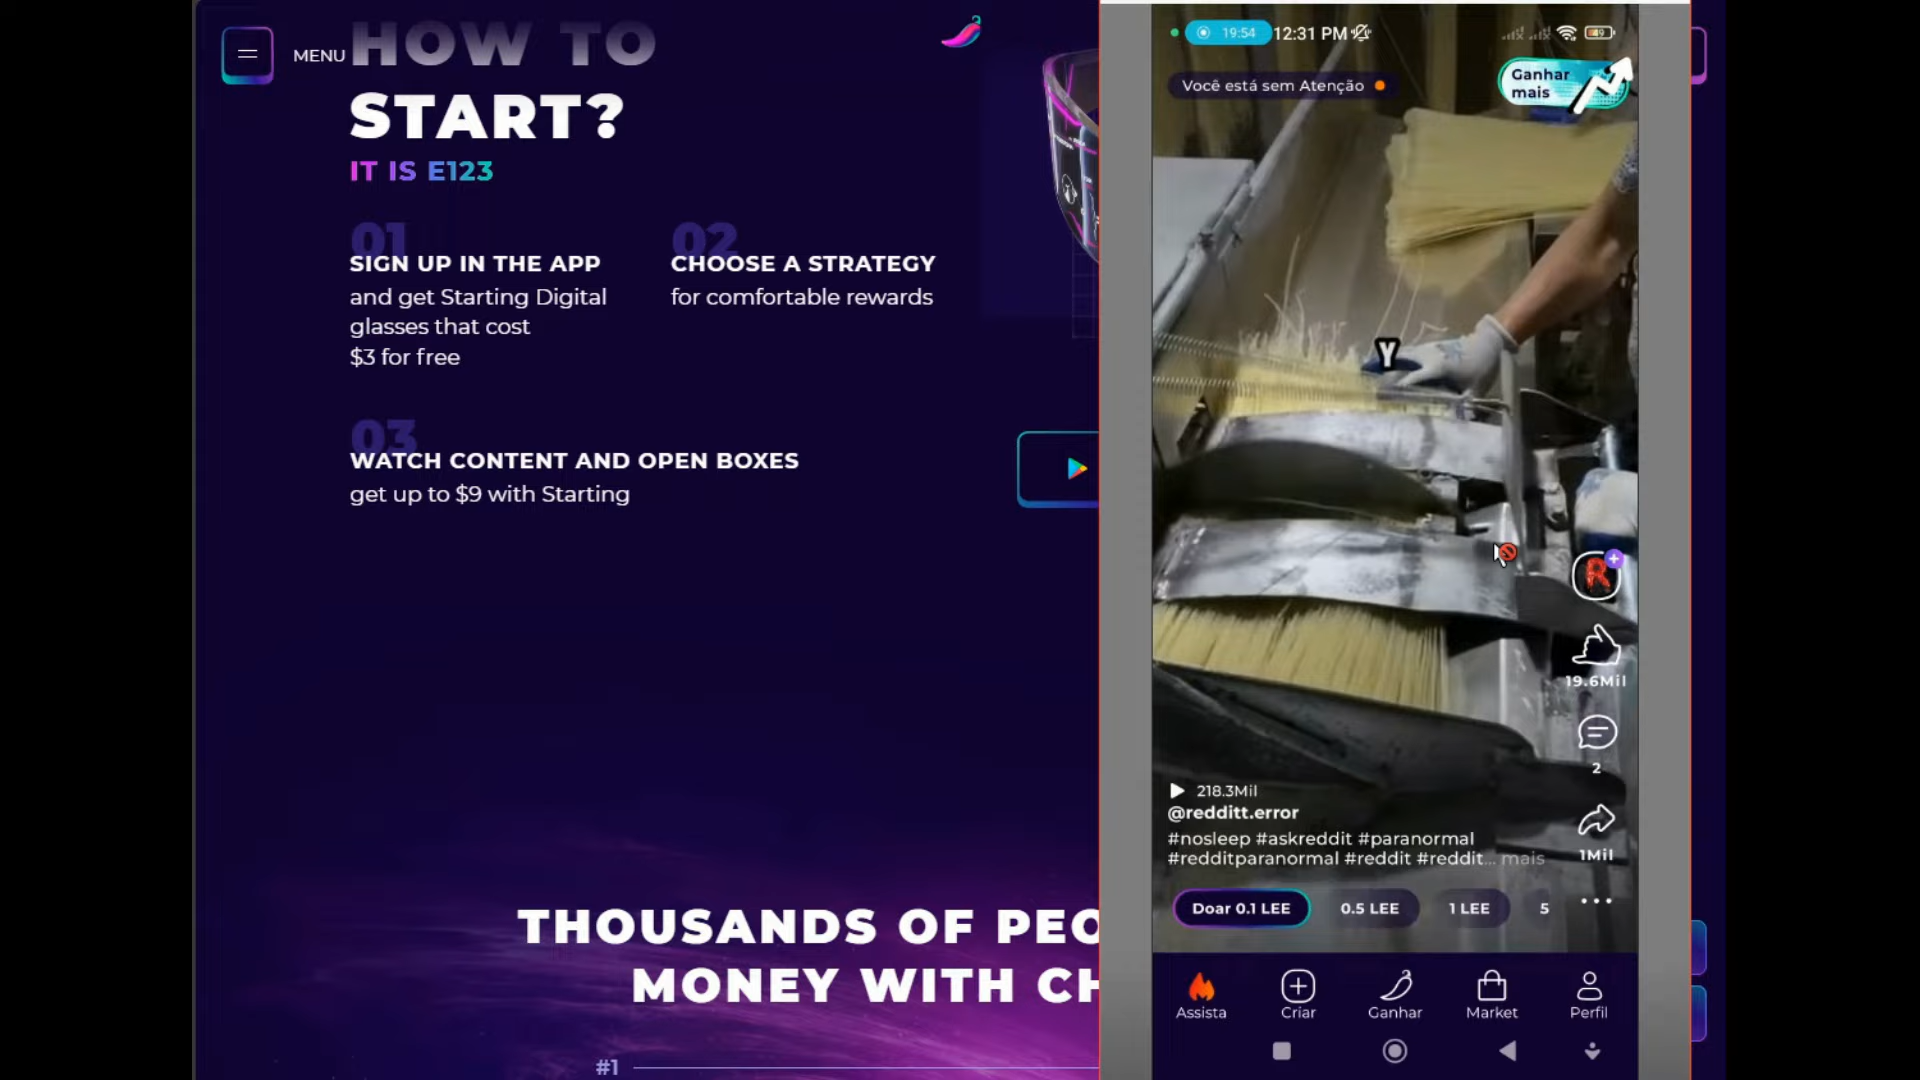 MENU
HOW TO
START?
IT IS E123
01
SIGN UP IN THE APP
and get Starting Digital
glasses that cost
$3 for free
02
CHOOSE A STRATEGY
for comfortable rewards
03
WATCH CONTENT AND OPEN BOXES
get up to $9 with Starting
THOUSANDS OF PEO
MONEY WITH CH
#1
19:54
12:31 PM
49
Você está sem Atenção
Ganhar
mais
Y
R
19.6Mil
2
1Mil
218.3Mil
@redditt.error
#nosleep #askreddit #paranormal
#redditparanormal #reddit #reddit... mais
Doar 0.1 LEE
0.5 LEE
1 LEE
5
Assista
Criar
Ganhar
Market
Perfil